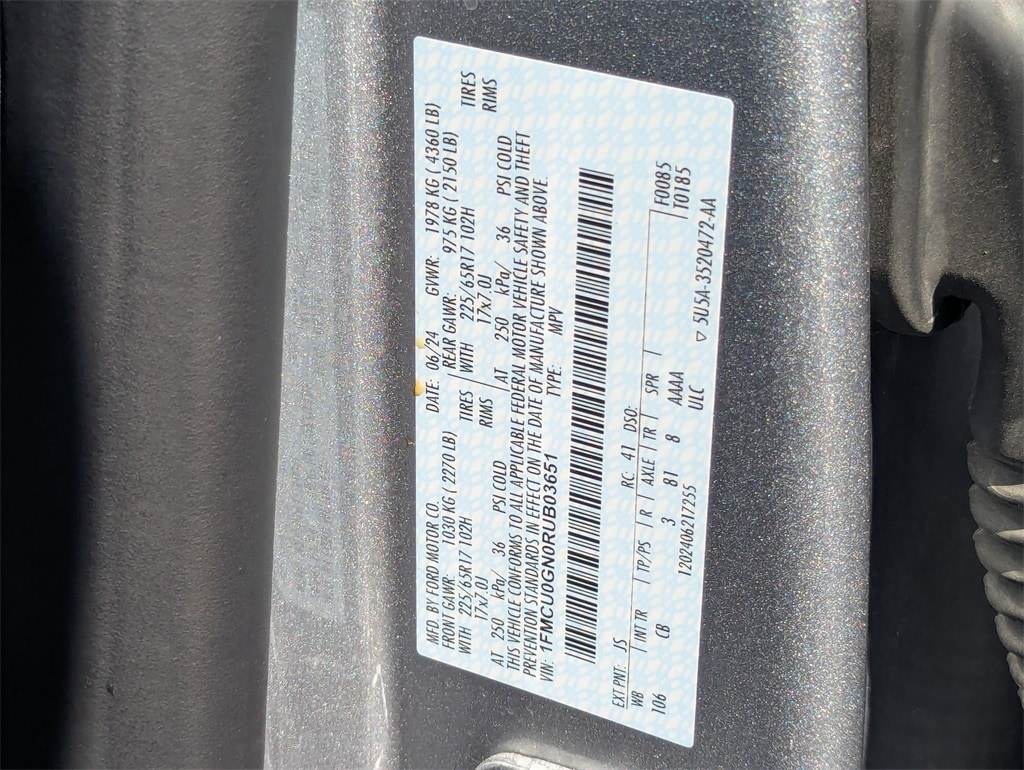 MFD. BY FORD MOTOR CO. DATE: 06/24 GVWR: 1978 KG ( 4360 LB)
FRONT GAWR: 1030 KG ( 2270 LB) REAR GAWR: 975 KG ( 2150 LB)
WITH 225/65R17 102H TIRES WITH 225/65R17 102H TIRES
17x7.0J RIMS 17x7.0J RIMS
AT 250 kPa/ 36 PSI COLD AT 250 kPa/ 36 PSI COLD
THIS VEHICLE CONFORMS TO ALL APPLICABLE FEDERAL MOTOR VEHICLE SAFETY AND THEFT
PREVENTION STANDARDS IN EFFECT ON THE DATE OF MANUFACTURE SHOWN ABOVE.
VIN: 1FMCU0GN0RUB03651 TYPE: MPV
EXT PNT: JS RC: 41 DSO: F0085
WB INT TR TP/PS R AXLE TR SPR T0185
106 CB 3 81 8 AAAA
ULC
12024062117255 ▽ 5U5A-3520472-AA